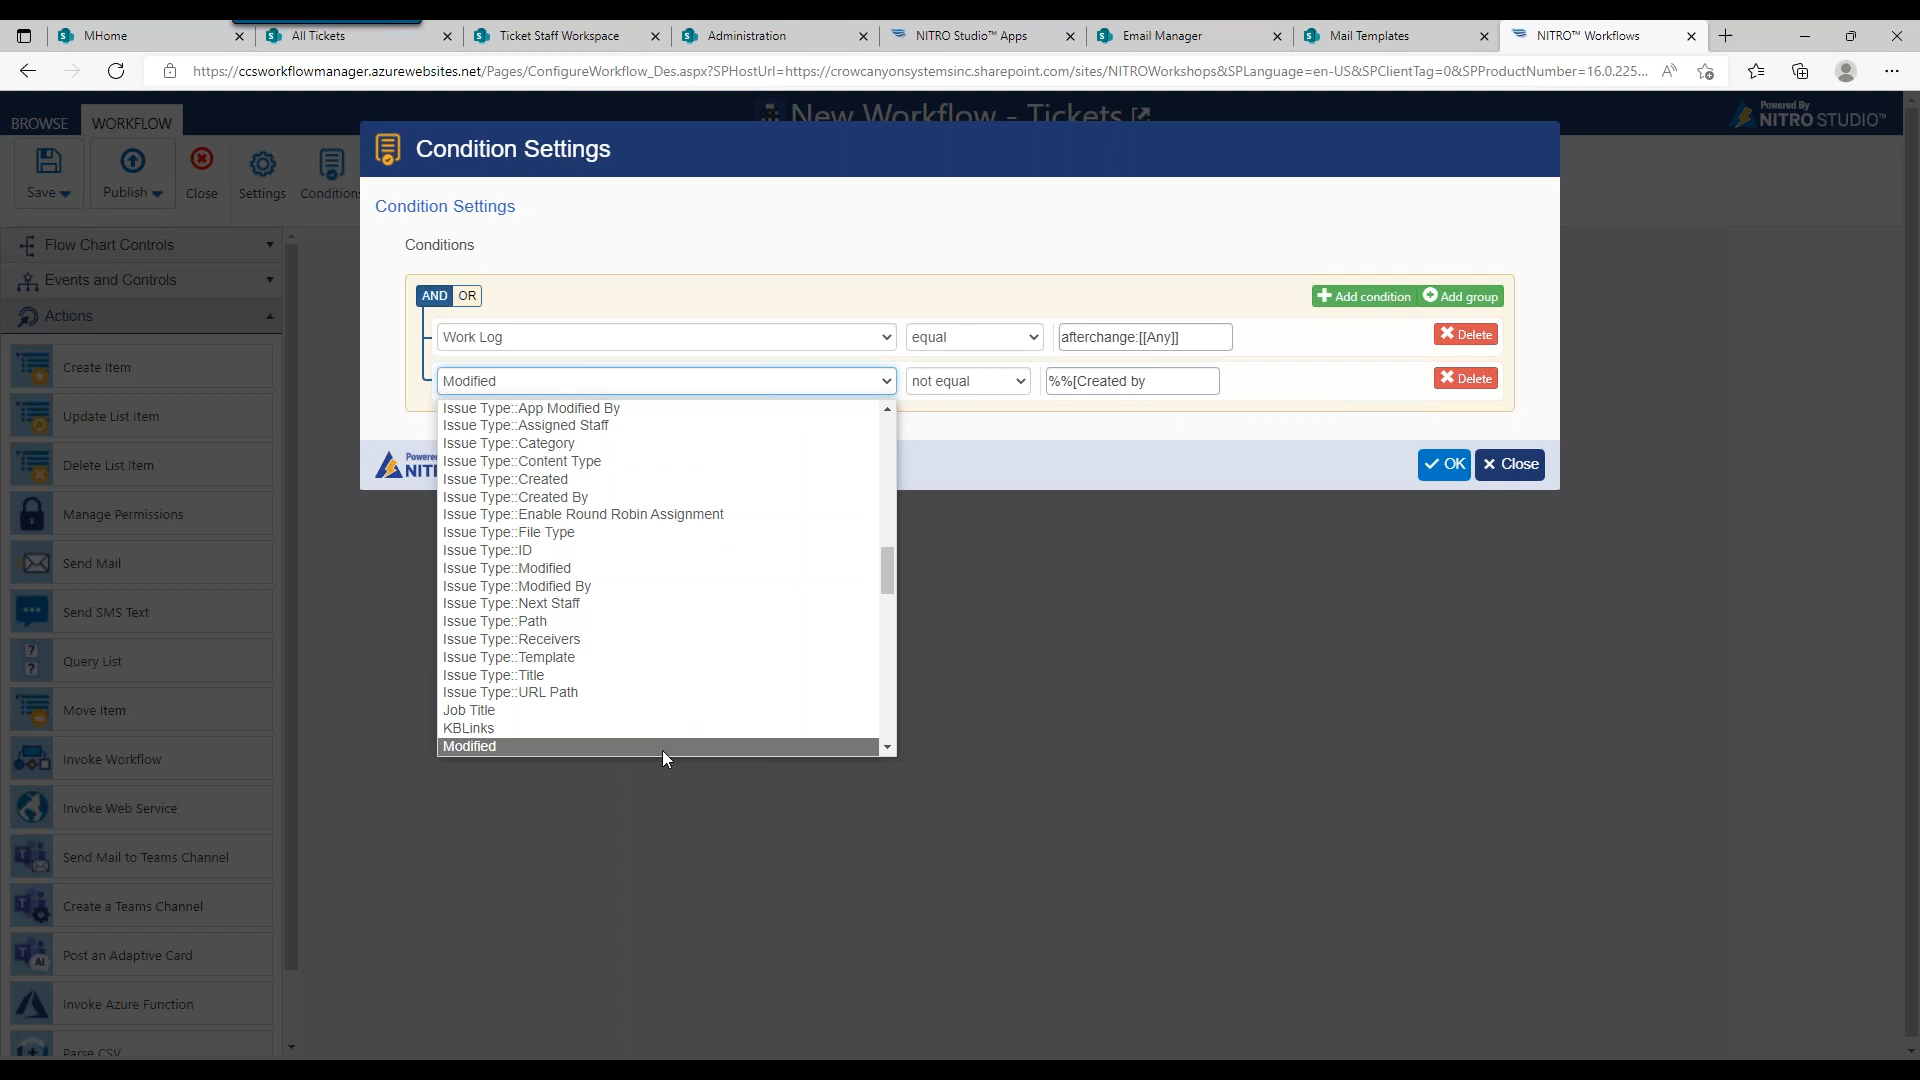 MHome
All Tickets
Ticket Staff Workspace
Administration
NITRO Studio™ Apps
Email Manager
Mail Templates
NITRO™ Workflows
https://ccsworkflowmanager.azurewebsites.net/Pages/ConfigureWorkflow_Des.aspx?SPHostUrl=https://crowcanyonsystemsinc.sharepoint.com/sites/NITROWorkshops&SPLanguage=en-US&SPClientTag=0&SPProductNumber=16.0.225...
BROWSE
WORKFLOW
New Workflow - Tickets
Powered By
NITRO STUDIO™
Save
Publish
Close
Settings
Conditions
Flow Chart Controls
Events and Controls
Actions
Create Item
Update List Item
Delete List Item
Manage Permissions
Send Mail
Send SMS Text
Query List
Move Item
Invoke Workflow
Invoke Web Service
Send Mail to Teams Channel
Create a Teams Channel
Post an Adaptive Card
Invoke Azure Function
Parse CSV
Condition Settings
Condition Settings
Conditions
AND OR
Add condition
Add group
Work Log
equal
afterchange:[[Any]]
Delete
Modified
not equal
%%[Created by
Delete
Issue Type::App Modified By
Issue Type::Assigned Staff
Issue Type::Category
Issue Type::Content Type
Issue Type::Created
Issue Type::Created By
Issue Type::Enable Round Robin Assignment
Issue Type::File Type
Issue Type::ID
Issue Type::Modified
Issue Type::Modified By
Issue Type::Next Staff
Issue Type::Path
Issue Type::Receivers
Issue Type::Template
Issue Type::Title
Issue Type::URL Path
Job Title
KBLinks
Modified
OK
Close